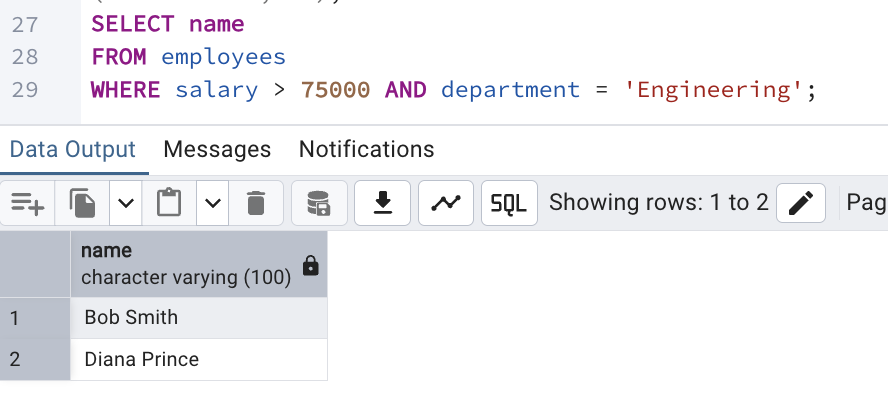 27 SELECT name
28 FROM employees
29 WHERE salary > 75000 AND department = 'Engineering';
Data Output Messages Notifications
SQL Showing rows: 1 to 2 Pag
name
character varying (100)
1 Bob Smith
2 Diana Prince